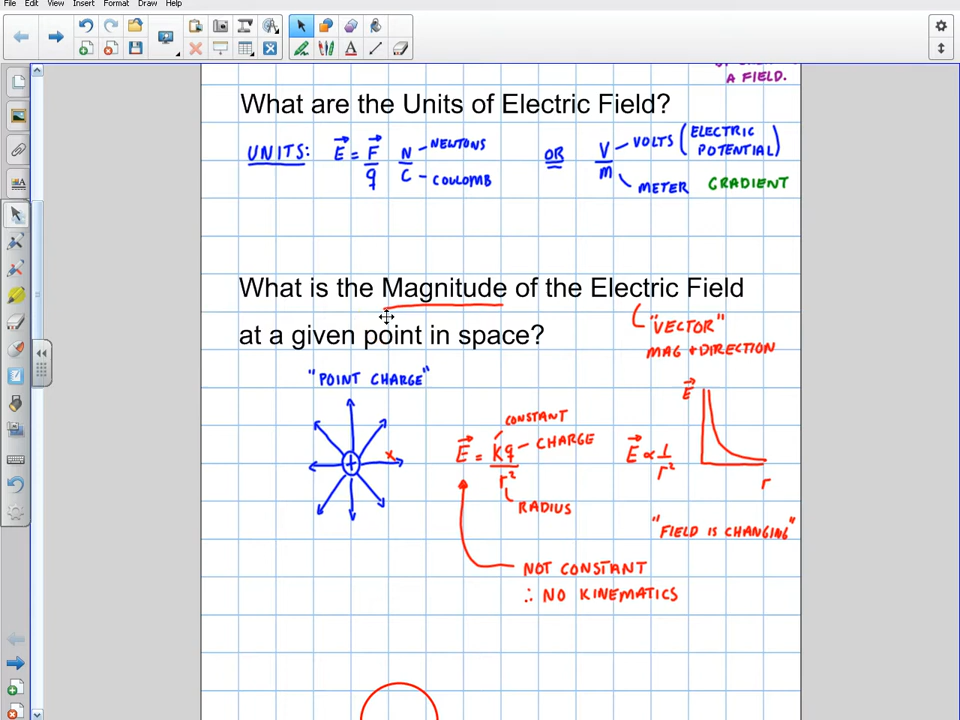 File Edit View Insert Format Draw Help
A FIELD.
What are the Units of Electric Field?
UNITS: E = F/q N/C - NEWTONS - COULOMB OR V/m VOLTS (ELECTRIC POTENTIAL)
METER GRADIENT
What is the Magnitude of the Electric Field
at a given point in space?
"VECTOR"
MAG + DIRECTION
"POINT CHARGE"
+
x
E = kq/r²
CONSTANT
CHARGE
RADIUS
E ∝ 1/r²
E
r
"FIELD IS CHANGING"
NOT CONSTANT
∴ NO KINEMATICS